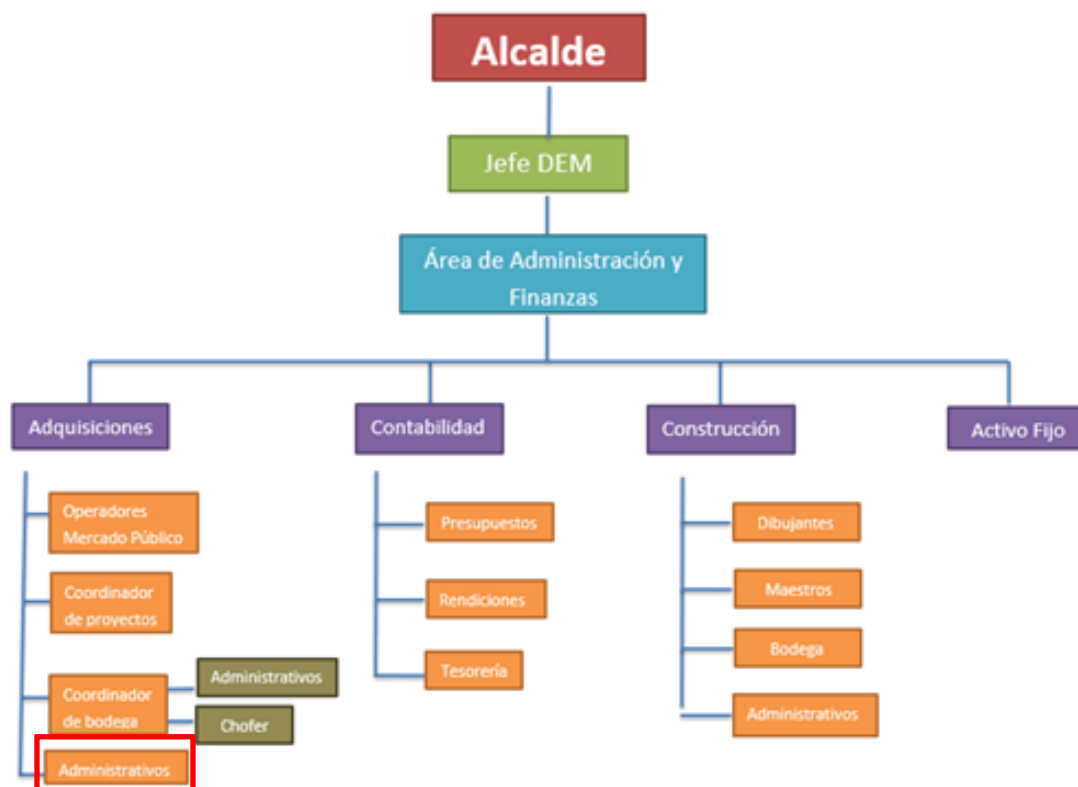 Alcalde
Jefe DEM
Área de Administración y
Finanzas
Adquisiciones
Contabilidad
Construcción
Activo Fijo
Operadores
Mercado Público
Coordinador
de proyectos
Coordinador
de bodega
Administrativos
Chofer
Administrativos
Presupuestos
Rendiciones
Tesorería
Dibujantes
Maestros
Bodega
Administrativos